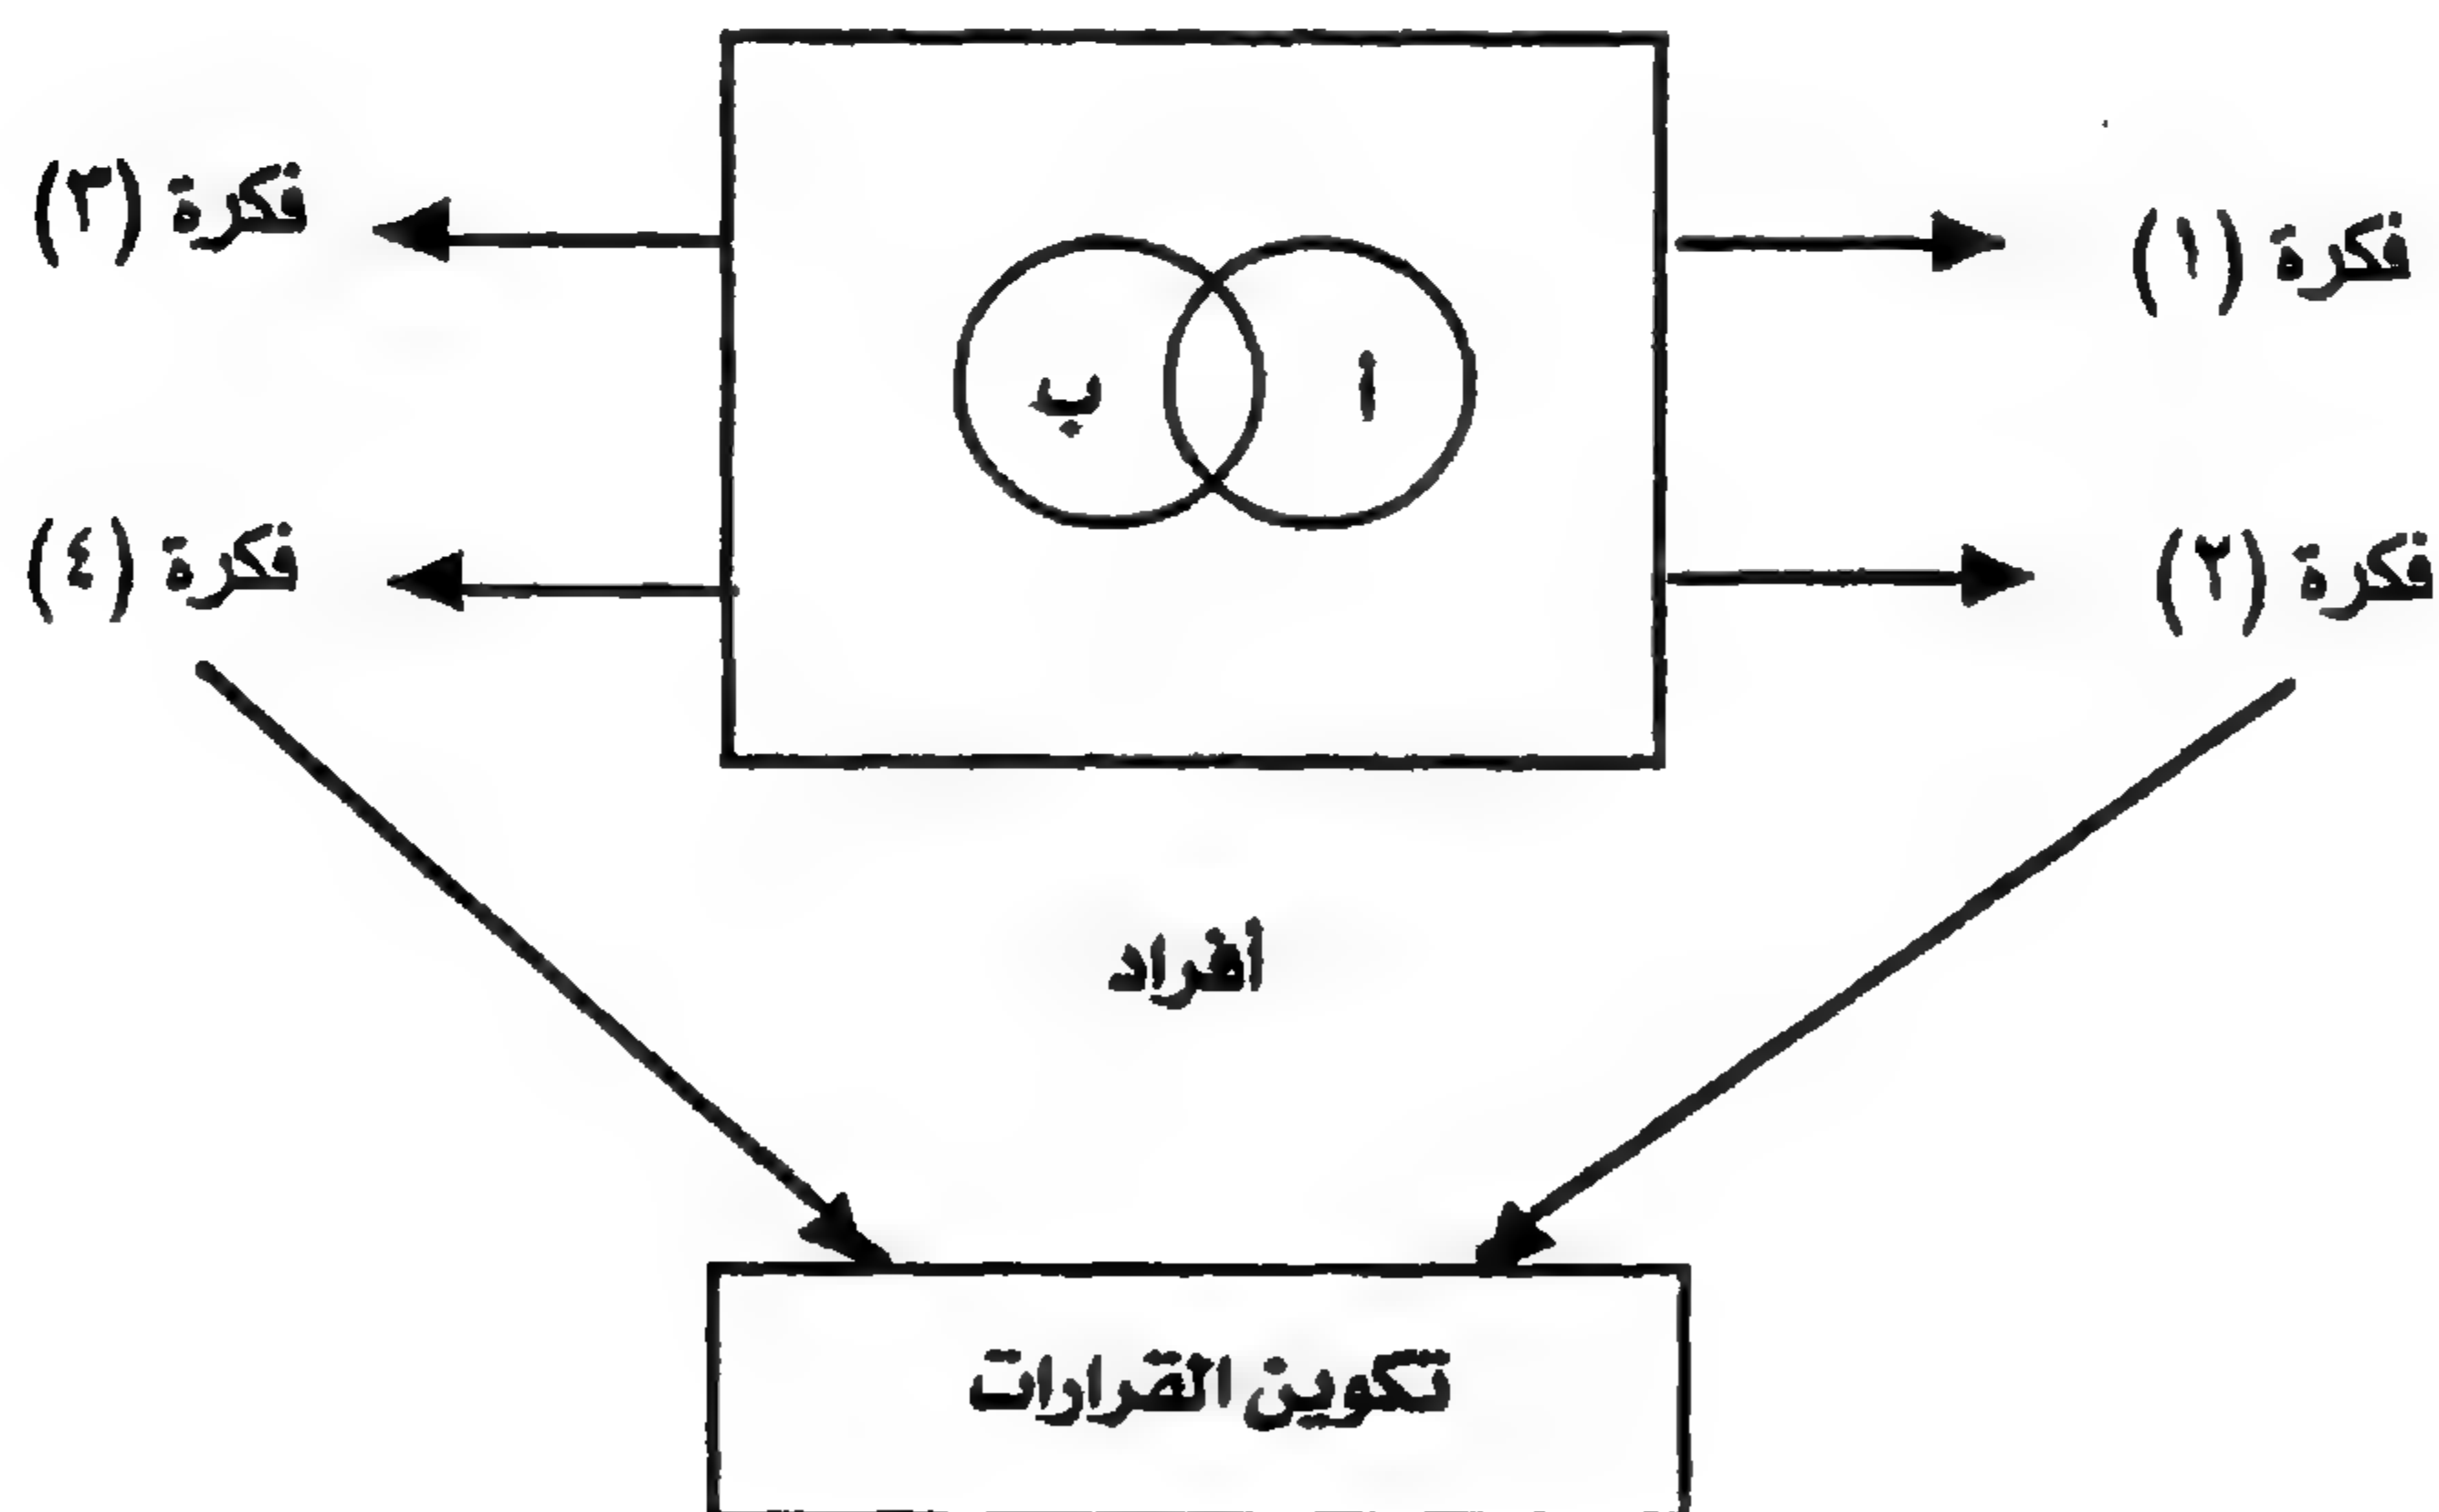 فكرة (١)
فكرة (٣)
أ
ب
فكرة (٢)
فكرة (٤)
أفراد
تكوين القرارات